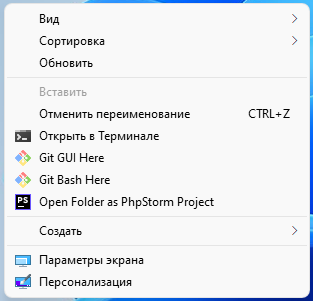 Вид
Сортировка
Обновить
Вставить
Отменить переименование CTRL+Z
Открыть в Терминале
Git GUI Here
Git Bash Here
PS Open Folder as PhpStorm Project
Создать
Параметры экрана
Персонализация